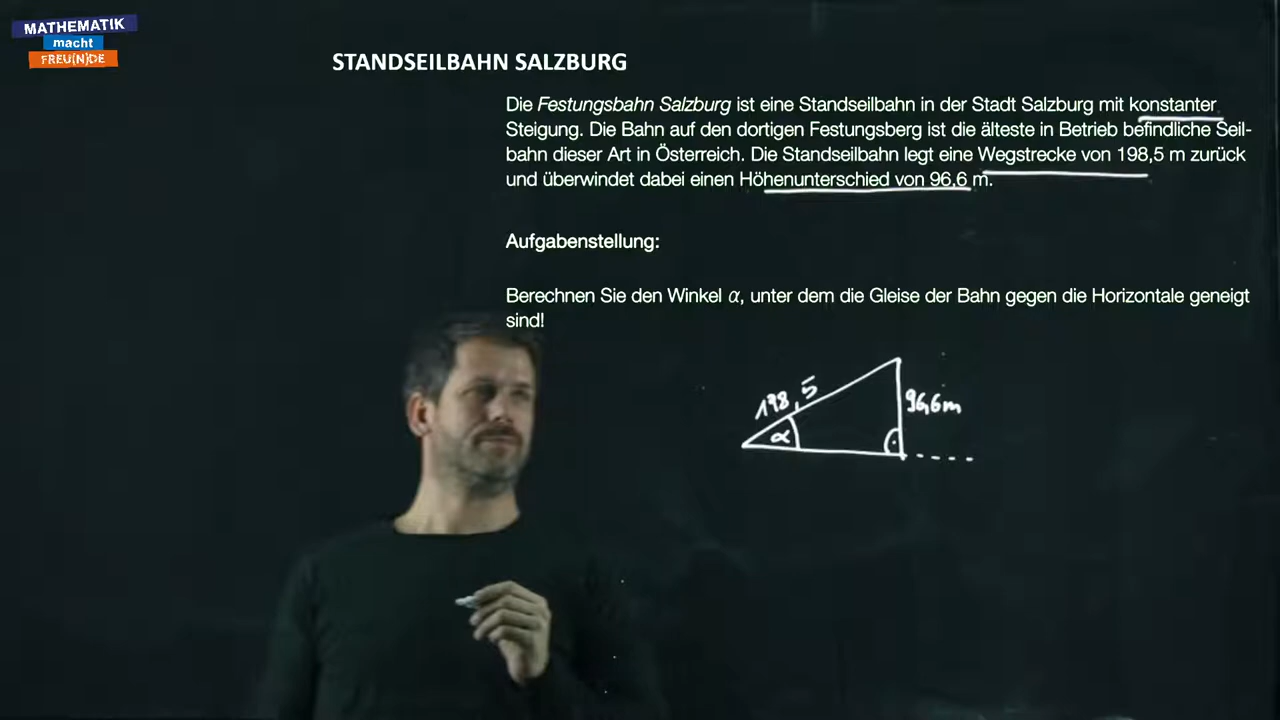 MATHEMATIK
macht
FREU(N)DE
STANDSEILBAHN SALZBURG
Die Festungsbahn Salzburg ist eine Standseilbahn in der Stadt Salzburg mit konstanter
Steigung. Die Bahn auf den dortigen Festungsberg ist die älteste in Betrieb befindliche Seil-
bahn dieser Art in Österreich. Die Standseilbahn legt eine Wegstrecke von 198,5 m zurück
und überwindet dabei einen Höhenunterschied von 96,6 m.
Aufgabenstellung:
Berechnen Sie den Winkel α, unter dem die Gleise der Bahn gegen die Horizontale geneigt
sind!
198,5
96,6m
α